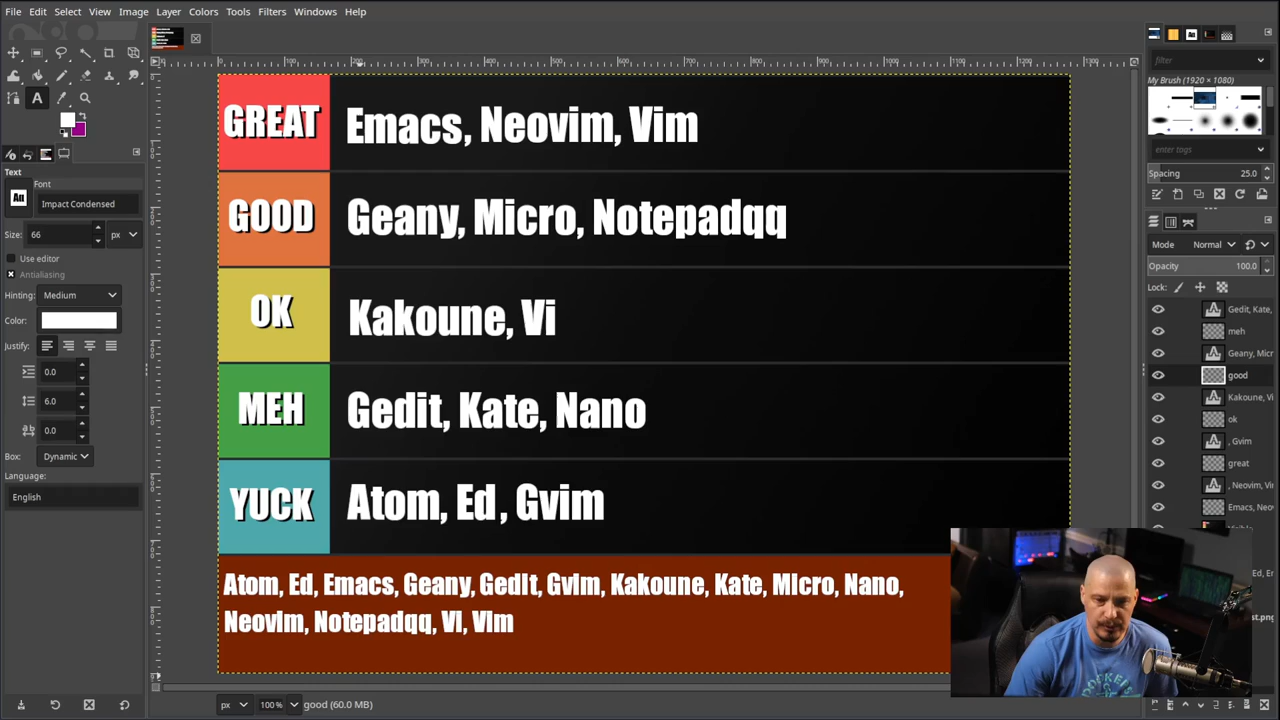 File Edit Select View Image Layer Colors Tools Filters Windows Help
GREAT Emacs, Neovim, Vim
GOOD Geany, Micro, Notepadqq
OK Kakoune, Vi
MEH Gedit, Kate, Nano
YUCK Atom, Ed, Gvim
Atom, Ed, Emacs, Geany, Gedit, Gvim, Kakoune, Kate, Micro, Nano,
Neovim, Notepadqq, Vi, Vim
Text
Font
Impact Condensed
Size: 66 px
Use editor
Antialiasing
Hinting: Medium
Color:
Justify:
0.0
6.0
0.0
Box: Dynamic
Language:
English
filter
My Brush (1920 × 1080)
enter tags
Spacing 25.0
Mode Normal
Opacity 100.0
Lock:
Gedit, Kate,
meh
Geany, Micr
good
Kakoune, Vi
ok
, Gvim
great
, Neovim, Vim
Emacs, Neo
px 100% good (60.0 MB)